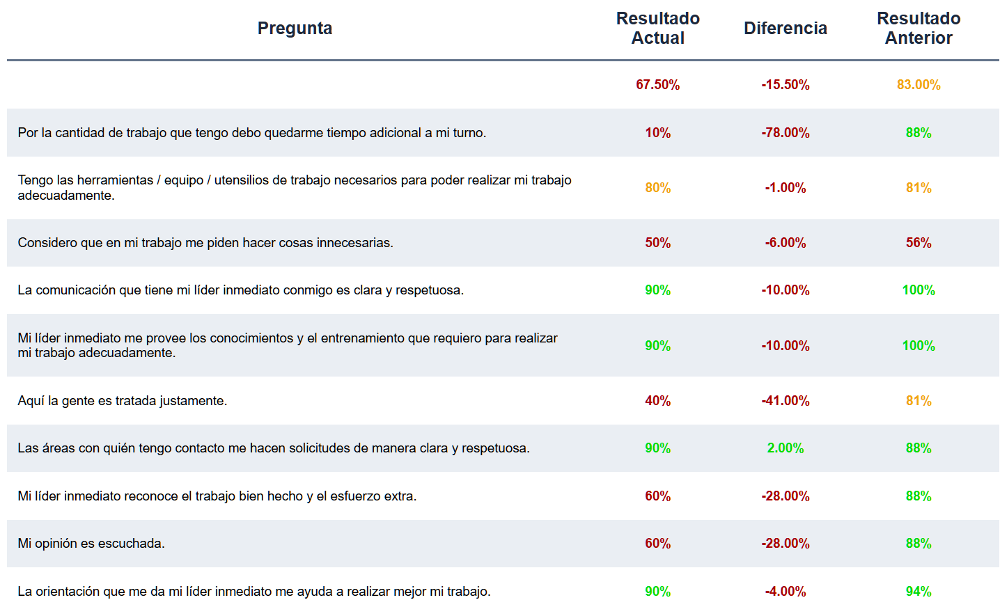 Pregunta
Resultado
Actual
Diferencia
Resultado
Anterior
67.50% -15.50% 83.00%
Por la cantidad de trabajo que tengo debo quedarme tiempo adicional a mi turno. 10% -78.00% 88%
Tengo las herramientas / equipo / utensilios de trabajo necesarios para poder realizar mi trabajo
adecuadamente. 80% -1.00% 81%
Considero que en mi trabajo me piden hacer cosas innecesarias. 50% -6.00% 56%
La comunicación que tiene mi líder inmediato conmigo es clara y respetuosa. 90% -10.00% 100%
Mi líder inmediato me provee los conocimientos y el entrenamiento que requiero para realizar
mi trabajo adecuadamente. 90% -10.00% 100%
Aquí la gente es tratada justamente. 40% -41.00% 81%
Las áreas con quién tengo contacto me hacen solicitudes de manera clara y respetuosa. 90% 2.00% 88%
Mi líder inmediato reconoce el trabajo bien hecho y el esfuerzo extra. 60% -28.00% 88%
Mi opinión es escuchada. 60% -28.00% 88%
La orientación que me da mi líder inmediato me ayuda a realizar mejor mi trabajo. 90% -4.00% 94%